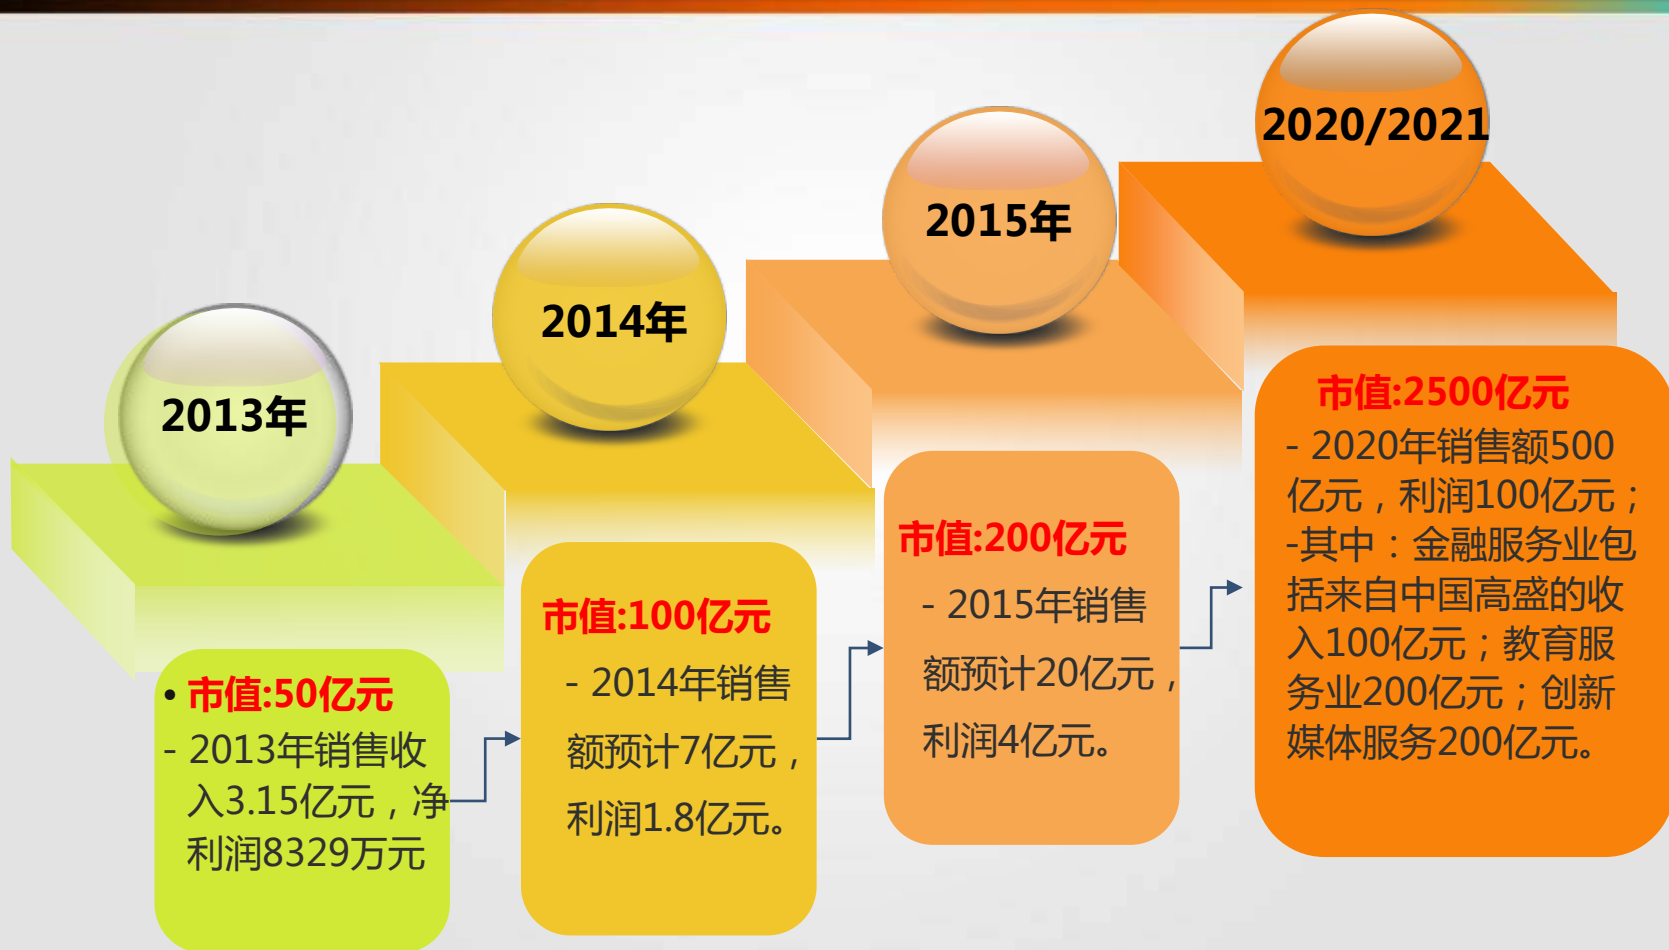 2013年
• 市值:50亿元
- 2013年销售收
入3.15亿元，净
利润8329万元
2014年
市值:100亿元
- 2014年销售
额预计7亿元，
利润1.8亿元。
2015年
市值:200亿元
- 2015年销售
额预计20亿元，
利润4亿元。
2020/2021
市值:2500亿元
- 2020年销售额500
亿元，利润100亿元；
-其中：金融服务业包
括来自中国高盛的收
入100亿元；教育服
务业200亿元；创新
媒体服务200亿元。